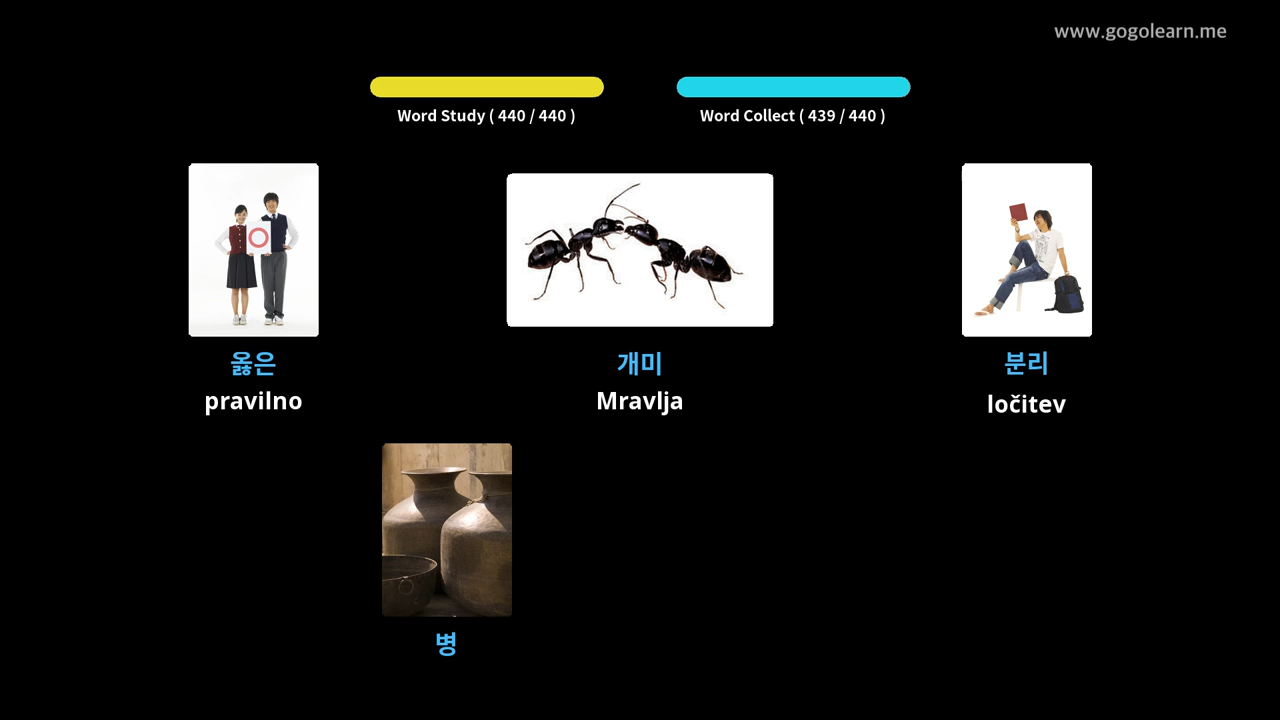 www.gogolearn.me
Word Study ( 440 / 440 )
Word Collect ( 439 / 440 )
옳은
pravilno
개미
Mravlja
분리
ločitev
병